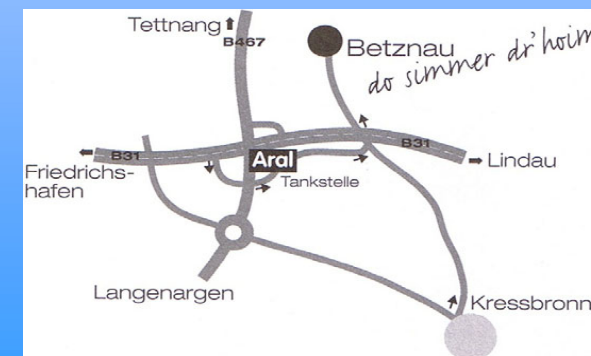 Tettnang
B467
Betznau
do simmer dr'hoim
B31
B31
Aral
Lindau
Friedrichs-
hafen
Tankstelle
Langenargen
Kressbronn